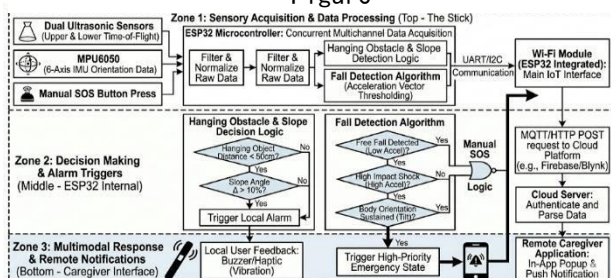 Zone 1: Sensory Acquisition & Data Processing (Top - The Stick)
Dual Ultrasonic Sensors
(Upper & Lower Time-of-Flight)
MPU6050
(6-Axis IMU Orientation Data)
Manual SOS Button Press
ESP32 Microcontroller: Concurrent Multichannel Data Acquisition
Filter &
Normalize
Raw Data
Filter &
Normalize
Raw Data
Hanging Obstacle & Slope
Detection Logic
Fall Detection Algorithm
(Acceleration Vector
Thresholding)
UART/I2C
Communication
Wi-Fi Module
(ESP32 Integrated):
Main IoT Interface
Zone 2: Decision Making
& Alarm Triggers
(Middle - ESP32 Internal)
Hanging Obstacle & Slope
Decision Logic
Hanging Object
Distance < 50cm?
No
Yes
Slope Angle
Δ > 10%?
No
Yes
Trigger Local Alarm
Fall Detection Algorithm
Free Fall Detected
(Low Accel)?
Yes
Yes
High Impact Shock
(High Accel)?
No
Yes
Body Orientation
Sustained (Tilt)?
Yes
Yes
Manual
SOS
Logic
MQTT/HTTP POST
request to Cloud
Platform
(e.g., Firebase/Blynk)
Cloud Server:
Authenticate and
Parse Data
Zone 3: Multimodal Response
& Remote Notifications
(Bottom - Caregiver Interface)
Local User Feedback:
Buzzer/Haptic
(Vibration)
Trigger High-Priority
Emergency State
Remote Caregiver
Application:
In-App Popup &
Push Notification